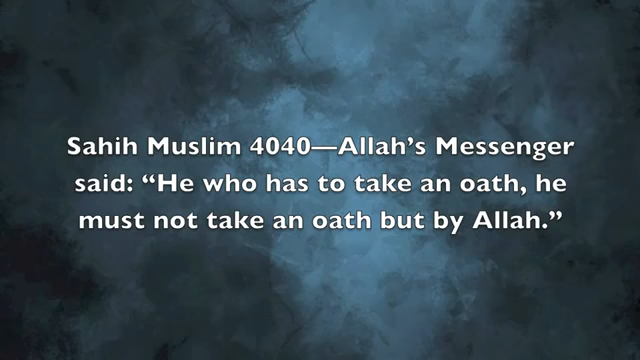 Sahih Muslim 4040—Allah’s Messenger
said: “He who has to take an oath, he
must not take an oath but by Allah.”